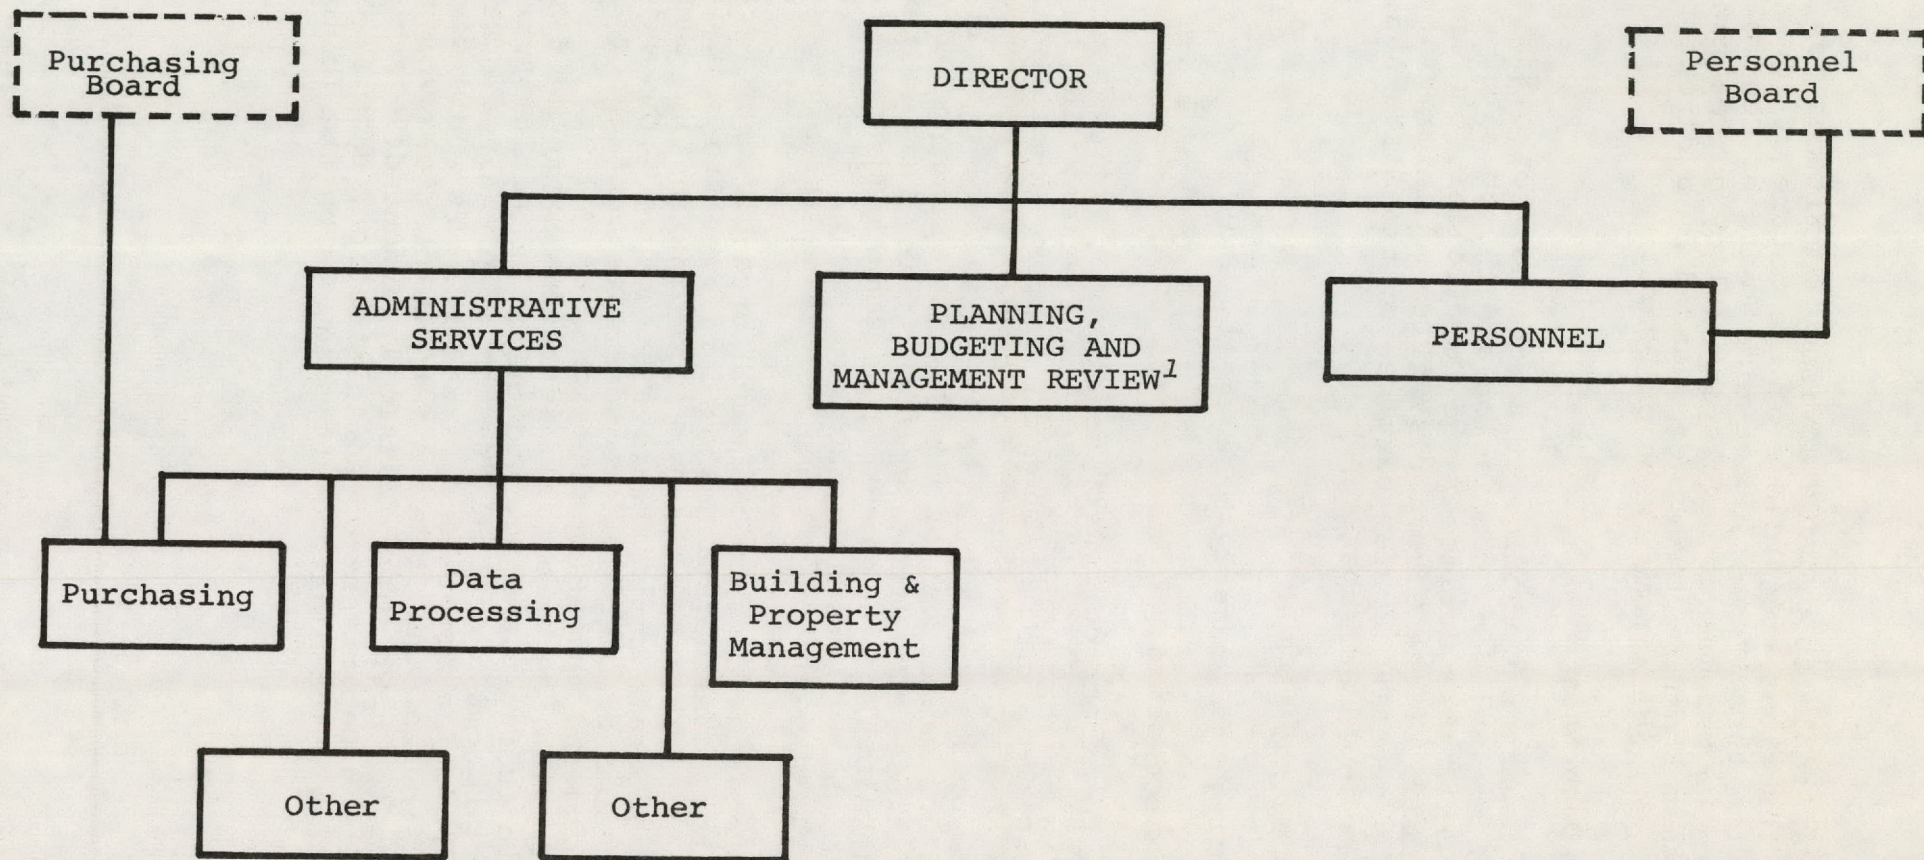 Purchasing
Board
DIRECTOR
Personnel
Board
ADMINISTRATIVE
SERVICES
PLANNING,
BUDGETING AND
MANAGEMENT REVIEW1
PERSONNEL
Purchasing
Data
Processing
Building &
Property
Management
Other
Other